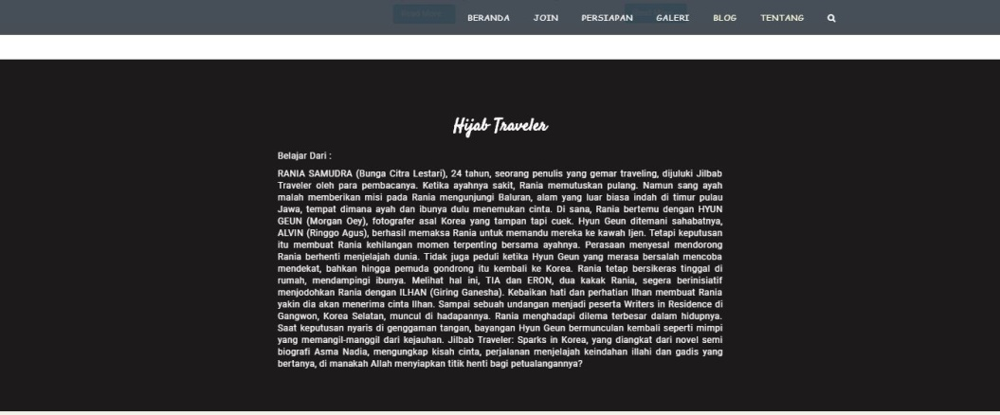 BERANDA JOIN PERSIAPAN GALERI BLOG TENTANG
Hijab Traveler
Belajar Dari :
RANIA SAMUDRA (Bunga Citra Lestari), 24 tahun, seorang penulis yang gemar traveling, dijuluki Jilbab
Traveler oleh para pembacanya. Ketika ayahnya sakit, Rania memutuskan pulang. Namun sang ayah
malah memberikan misi pada Rania mengunjungi Baluran, alam yang luar biasa indah di timur pulau
Jawa, tempat dimana ayah dan ibunya dulu menemukan cinta. Di sana, Rania bertemu dengan HYUN
GEUN (Morgan Oey), fotografer asal Korea yang tampan tapi cuek. Hyun Geun ditemani sahabatnya,
ALVIN (Ringgo Agus), berhasil memaksa Rania untuk memandu mereka ke kawah Ijen. Tetapi keputusan
itu membuat Rania kehilangan momen terpenting bersama ayahnya. Perasaan menyesal mendorong
Rania berhenti menjelajah dunia. Tidak juga peduli ketika Hyun Geun yang merasa bersalah mencoba
mendekat, bahkan hingga pemuda gondrong itu kembali ke Korea. Rania tetap bersikeras tinggal di
rumah, mendampingi ibunya. Melihat hal ini, TIA dan ERON, dua kakak Rania, segera berinisiatif
menjodohkan Rania dengan ILHAN (Giring Ganesha). Kebaikan hati dan perhatian Ilhan membuat Rania
yakin dia akan menerima cinta Ilhan. Sampai sebuah undangan menjadi peserta Writers in Residence di
Gangwon, Korea Selatan, muncul di hadapannya. Rania menghadapi dilema terbesar dalam hidupnya.
Saat keputusan nyaris di genggaman tangan, bayangan Hyun Geun bermunculan kembali seperti mimpi
yang memangil-manggil dari kejauhan. Jilbab Traveler: Sparks in Korea, yang diangkat dari novel semi
biografi Asma Nadia, mengungkap kisah cinta, perjalanan menjelajah keindahan illahi dan gadis yang
bertanya, di manakah Allah menyiapkan titik henti bagi petualangannya?